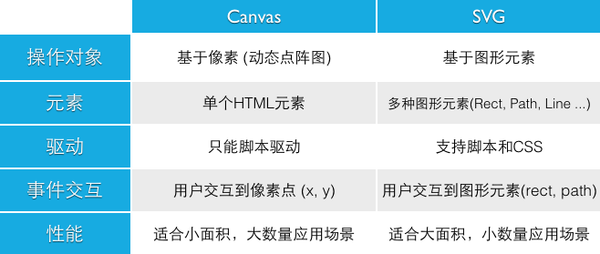 Canvas SVG
操作对象 基于像素 (动态点阵图) 基于图形元素
元素 单个HTML元素 多种图形元素(Rect, Path, Line ...)
驱动 只能脚本驱动 支持脚本和CSS
事件交互 用户交互到像素点 (x, y) 用户交互到图形元素(rect, path)
性能 适合小面积，大数量应用场景 适合大面积，小数量应用场景